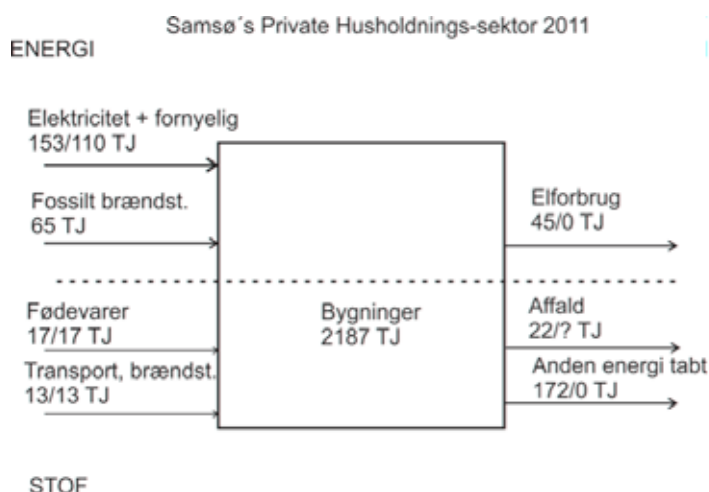 Samsø´s Private Husholdnings-sektor 2011
ENERGI
Elektricitet + fornyelig
153/110 TJ
Fossilt brændst.
65 TJ
Elforbrug
45/0 TJ
Fødevarer
17/17 TJ
Transport, brændst.
13/13 TJ
Bygninger
2187 TJ
Affald
22/? TJ
Anden energi tabt
172/0 TJ
STOF